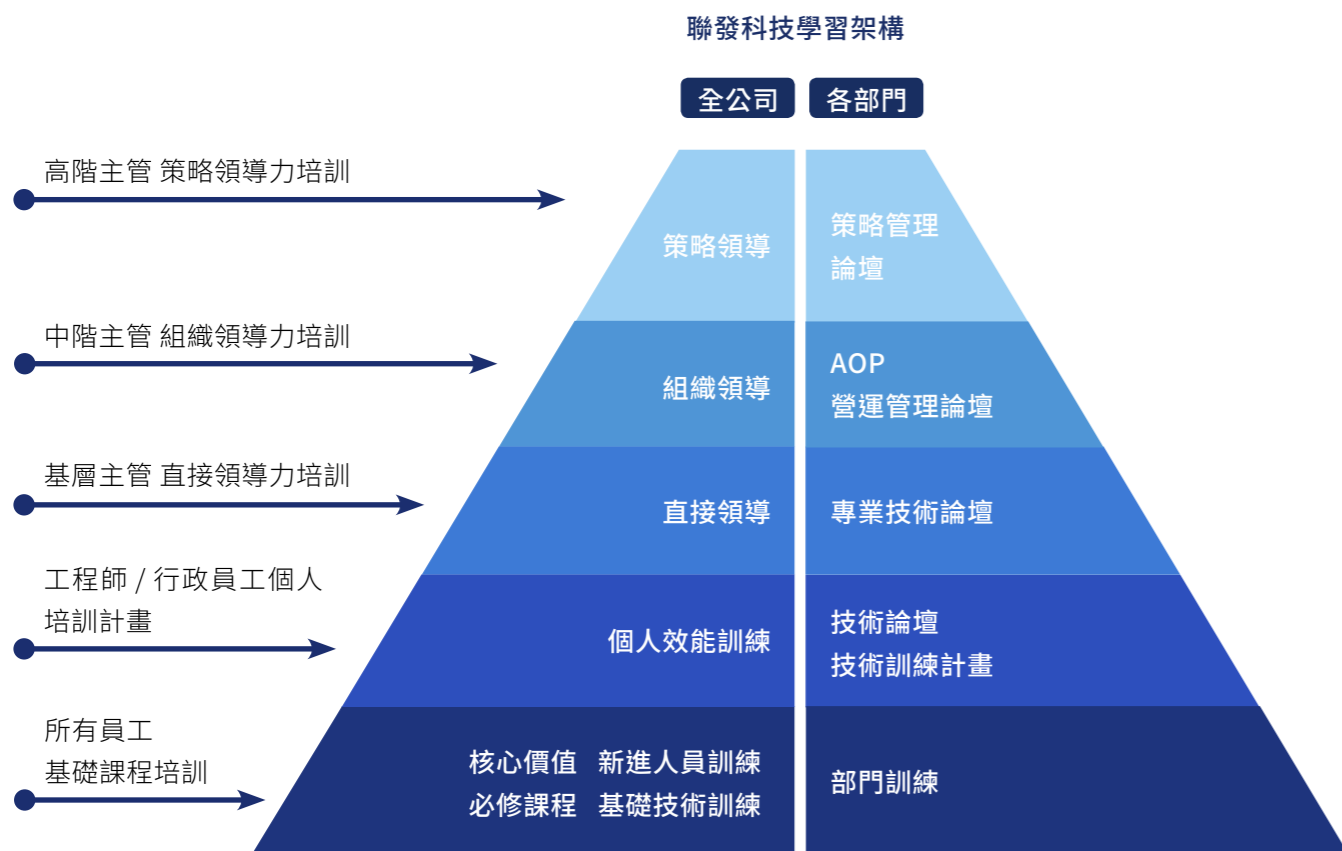 聯發科技學習架構
全公司 各部門
高階主管 策略領導力培訓
策略領導
策略管理
論壇
中階主管 組織領導力培訓
組織領導
AOP
營運管理論壇
基層主管 直接領導力培訓
直接領導
專業技術論壇
工程師 / 行政員工個人
培訓計畫
個人效能訓練
技術論壇
技術訓練計畫
所有員工
基礎課程培訓
核心價值 新進人員訓練
必修課程 基礎技術訓練
部門訓練